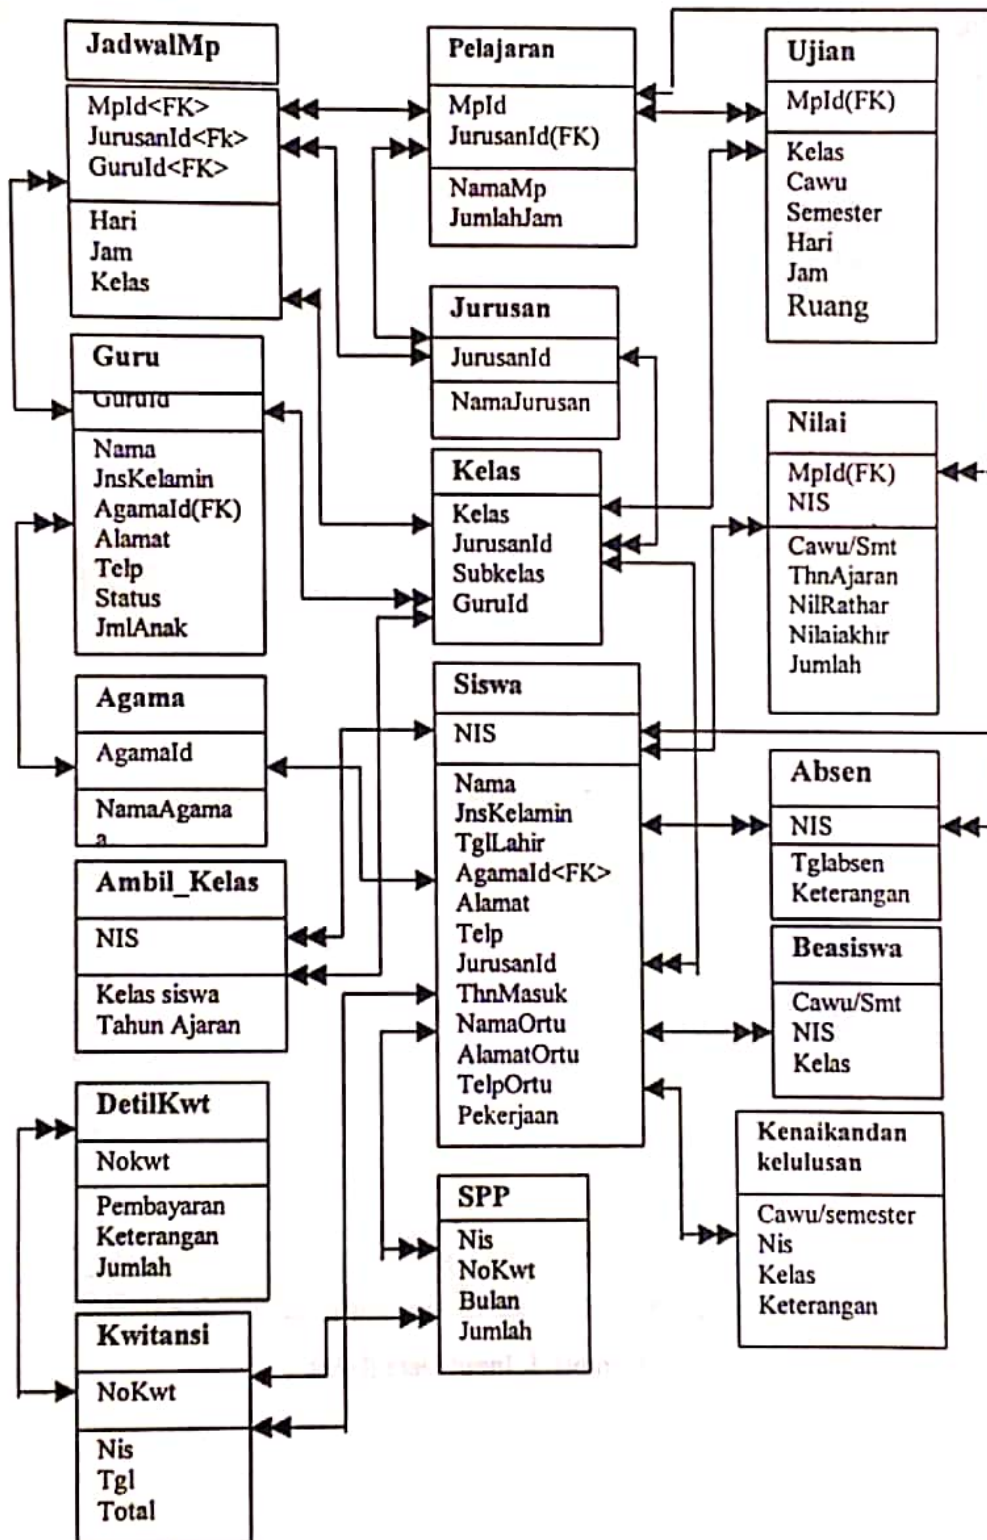 JadwalMp
MpId<FK>
JurusanId<Fk>
GuruId<FK>
Hari
Jam
Kelas
Pelajaran
MpId
JurusanId(FK)
NamaMp
JumlahJam
Ujian
MpId(FK)
Kelas
Cawu
Semester
Hari
Jam
Ruang
Jurusan
JurusanId
NamaJurusan
Guru
GuruId
Nama
JnsKelamin
AgamaId(FK)
Alamat
Telp
Status
JmlAnak
Kelas
Kelas
JurusanId
Subkelas
GuruId
Nilai
MpId(FK)
NIS
Cawu/Smt
ThnAjaran
NilRathar
Nilaiakhir
Jumlah
Agama
AgamaId
NamaAgama
a
Siswa
NIS
Nama
JnsKelamin
TglLahir
AgamaId<FK>
Alamat
Telp
JurusanId
ThnMasuk
NamaOrtu
AlamatOrtu
TelpOrtu
Pekerjaan
Absen
NIS
Tglabsen
Keterangan
Ambil_Kelas
NIS
Kelas siswa
Tahun Ajaran
Beasiswa
Cawu/Smt
NIS
Kelas
DetilKwt
Nokwt
Pembayaran
Keterangan
Jumlah
SPP
Nis
NoKwt
Bulan
Jumlah
Kenaikandan
kelulusan
Cawu/semester
Nis
Kelas
Keterangan
Kwitansi
NoKwt
Nis
Tgl
Total